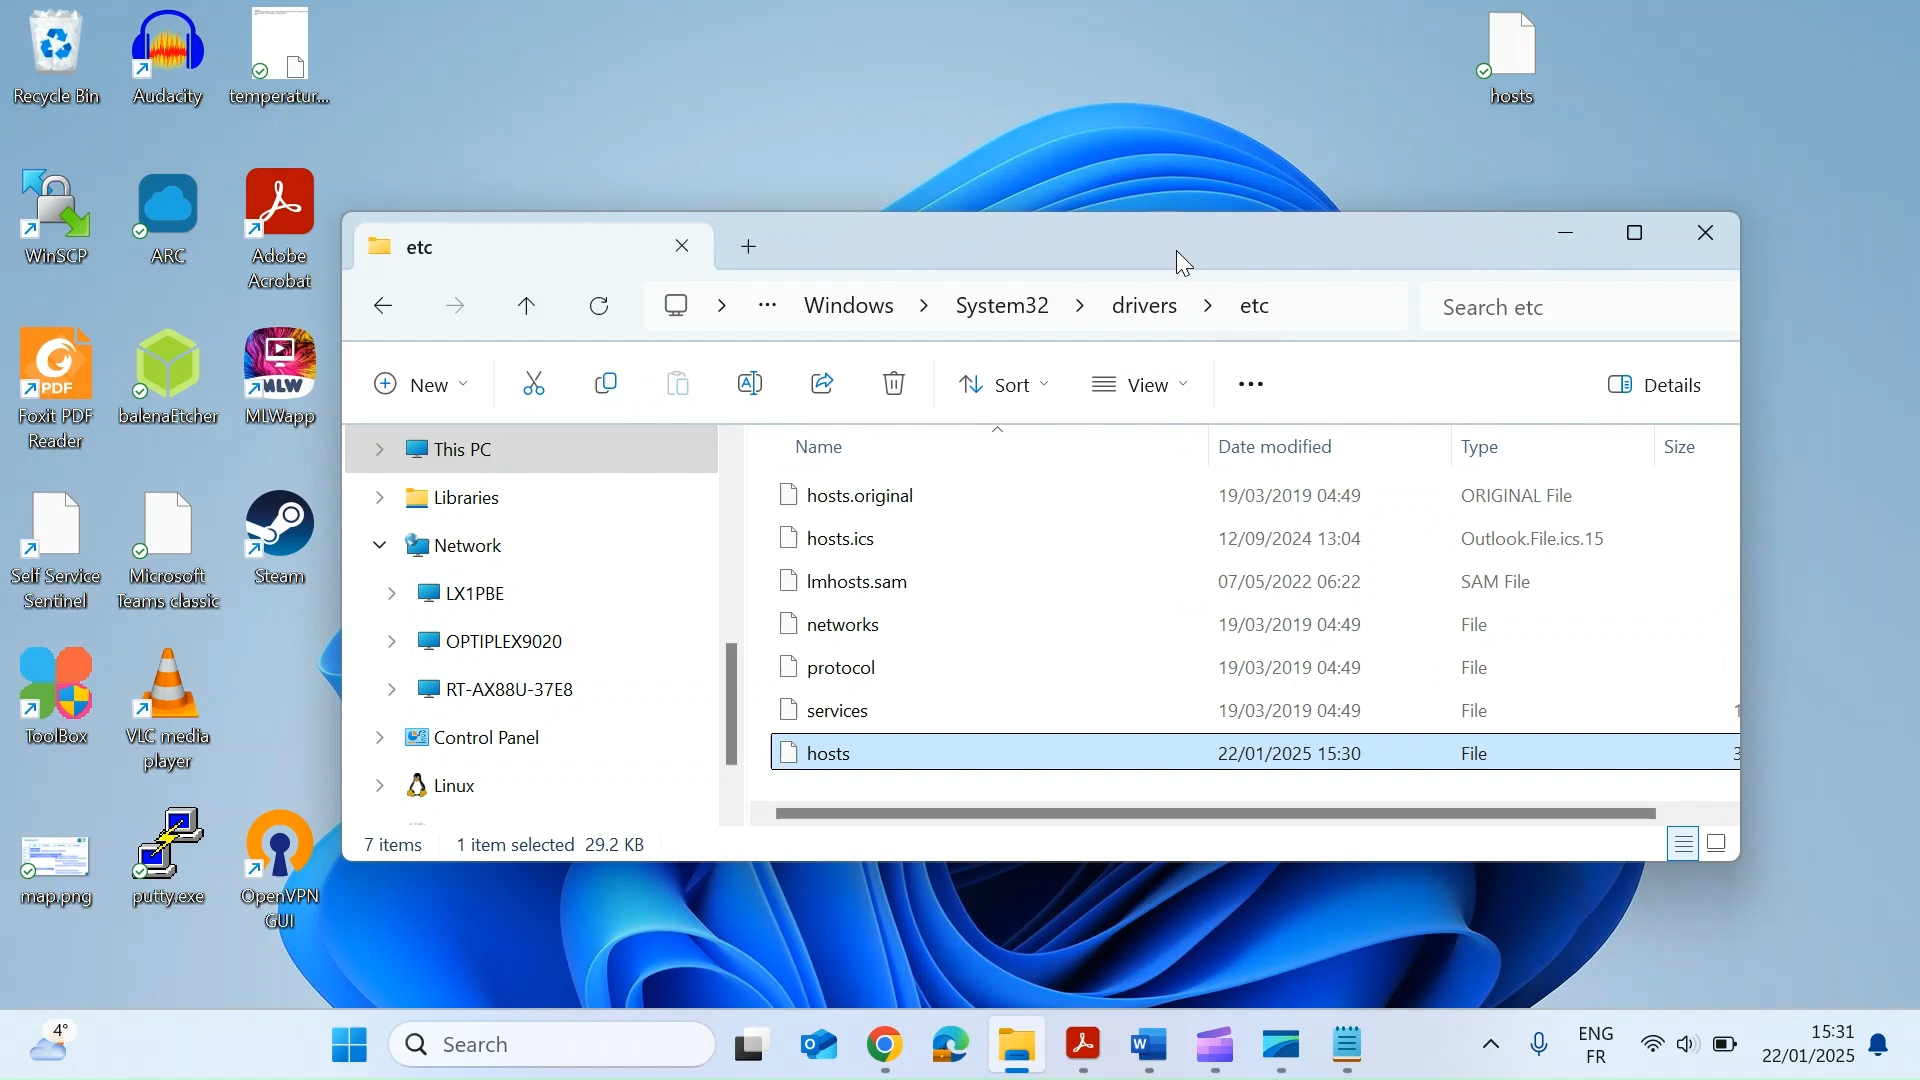 Recycle Bin
Audacity
temperatur...
hosts
WinSCP
ARC
Adobe
Acrobat
Foxit PDF
Reader
balenaEtcher
MLWapp
Self Service
Sentinel
Microsoft
Teams classic
Steam
ToolBox
VLC media
player
map.png
putty.exe
OpenVPN
GUI
etc
Windows
System32
drivers
etc
Search etc
New
Sort
View
Details
This PC
Libraries
Network
LX1PBE
OPTIPLEX9020
RT-AX88U-37E8
Control Panel
Linux
Name Date modified Type Size
hosts.original 19/03/2019 04:49 ORIGINAL File
hosts.ics 12/09/2024 13:04 Outlook.File.ics.15
lmhosts.sam 07/05/2022 06:22 SAM File
networks 19/03/2019 04:49 File
protocol 19/03/2019 04:49 File
services 19/03/2019 04:49 File 1
hosts 22/01/2025 15:30 File 3
7 items 1 item selected 29.2 KB
4°
Search
ENG
FR
15:31
22/01/2025